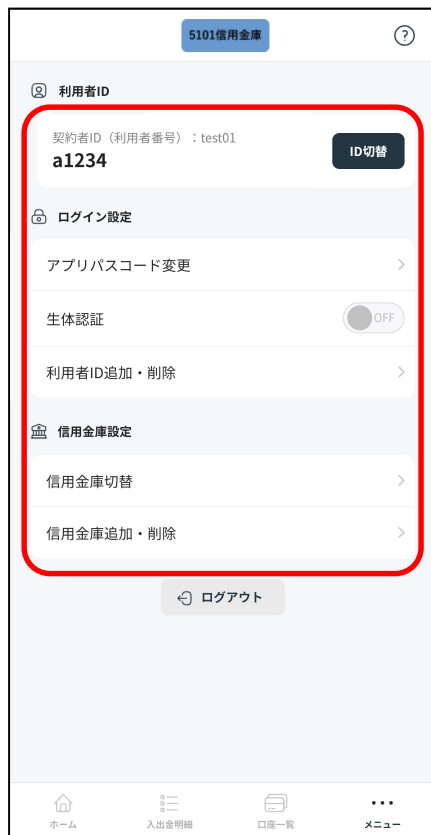 5101信用金庫
?
利用者ID
契約者ID（利用者番号）：test01
a1234
ID切替
ログイン設定
アプリパスコード変更
生体認証
OFF
利用者ID追加・削除
信用金庫設定
信用金庫切替
信用金庫追加・削除
ログアウト
ホーム
入出金明細
口座一覧
メニュー